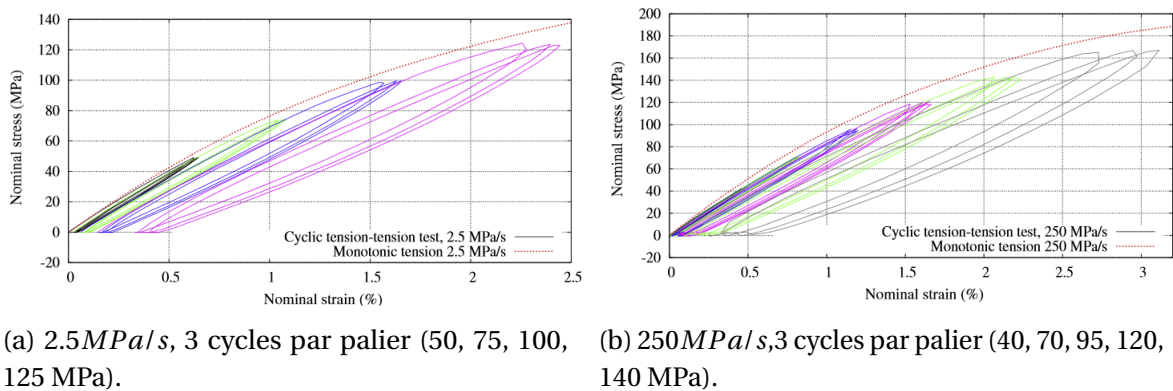 140
120
100
80
60
40
20
0
-20
0
0.5
1
1.5
2
2.5
Nominal stress (MPa)
Nominal strain (%)
Cyclic tension-tension test, 2.5 MPa/s
Monotonic tension 2.5 MPa/s
200
180
160
140
120
100
80
60
40
20
0
-20
0
0.5
1
1.5
2
2.5
3
Nominal stress (MPa)
Nominal strain (%)
Cyclic tension-tension test, 250 MPa/s
Monotonic tension 250 MPa/s
(a) 2.5MPa/s, 3 cycles par palier (50, 75, 100,
125 MPa).
(b) 250MPa/s,3 cycles par palier (40, 70, 95, 120,
140 MPa).